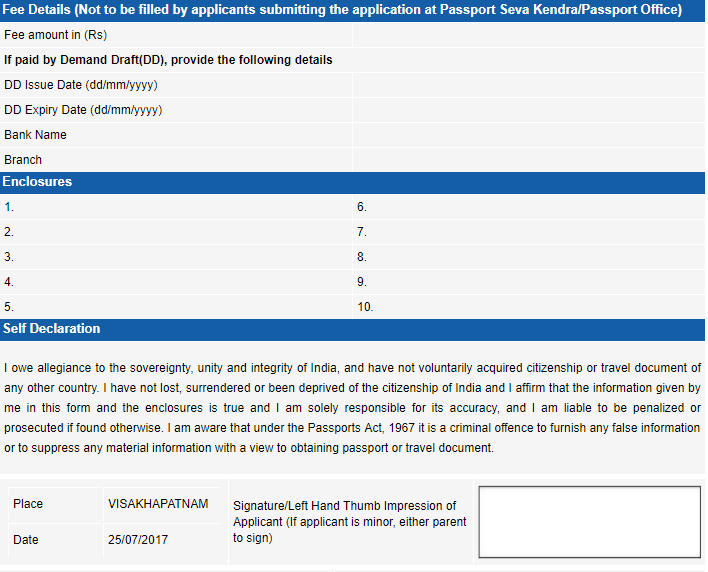 Fee Details (Not to be filled by applicants submitting the application at Passport Seva Kendra/Passport Office)
Fee amount in (Rs)
If paid by Demand Draft(DD), provide the following details
DD Issue Date (dd/mm/yyyy)
DD Expiry Date (dd/mm/yyyy)
Bank Name
Branch
Enclosures
1. 6.
2. 7.
3. 8.
4. 9.
5. 10.
Self Declaration
I owe allegiance to the sovereignty, unity and integrity of India, and have not voluntarily acquired citizenship or travel document of
any other country. I have not lost, surrendered or been deprived of the citizenship of India and I affirm that the information given by
me in this form and the enclosures is true and I am solely responsible for its accuracy, and I am liable to be penalized or
prosecuted if found otherwise. I am aware that under the Passports Act, 1967 it is a criminal offence to furnish any false information
or to suppress any material information with a view to obtaining passport or travel document.
Place VISAKHAPATNAM
Date 25/07/2017
Signature/Left Hand Thumb Impression of
Applicant (If applicant is minor, either parent
to sign)